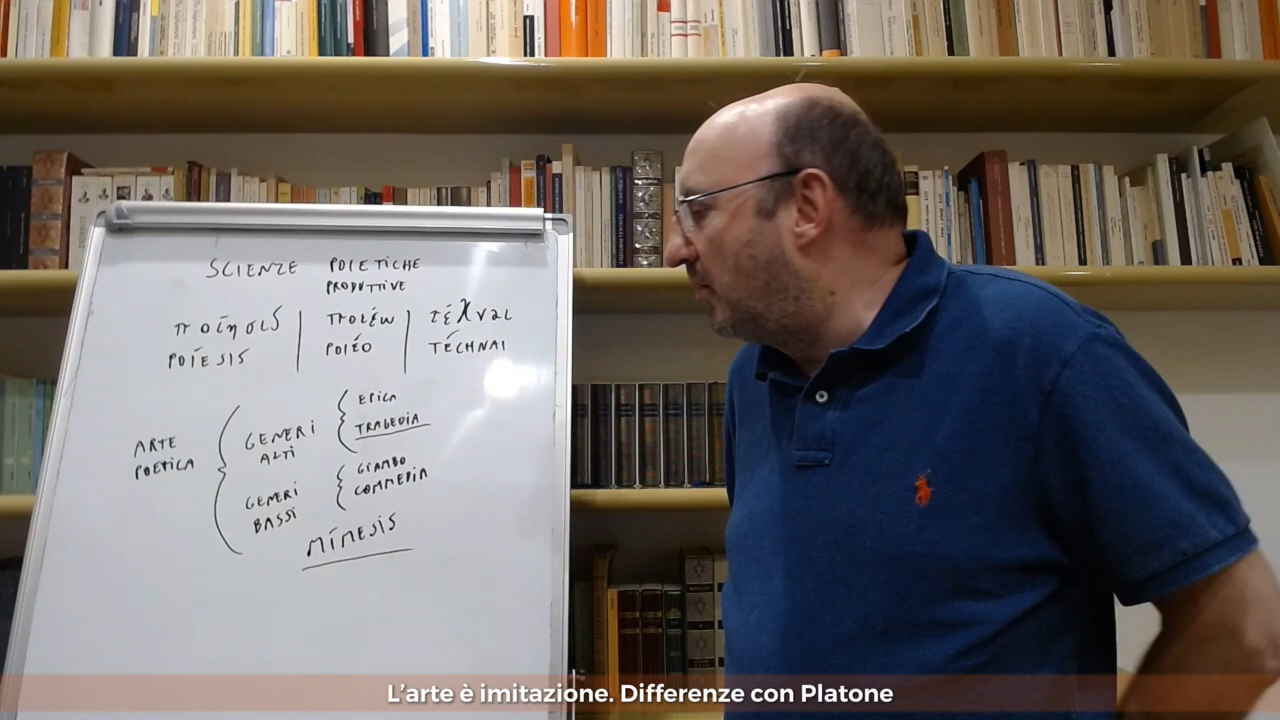 SCIENZE POIETICHE
PRODUTTIVE
ποίησις | ποιέω | τέχναι
POÍESIS | POIÉO | TÉCHNAI
ARTE POETICA
GENERI ALTI
EPICA
TRAGEDIA
GENERI BASSI
GIAMBO
COMMEDIA
MÍMESIS
L'arte è imitazione. Differenze con Platone